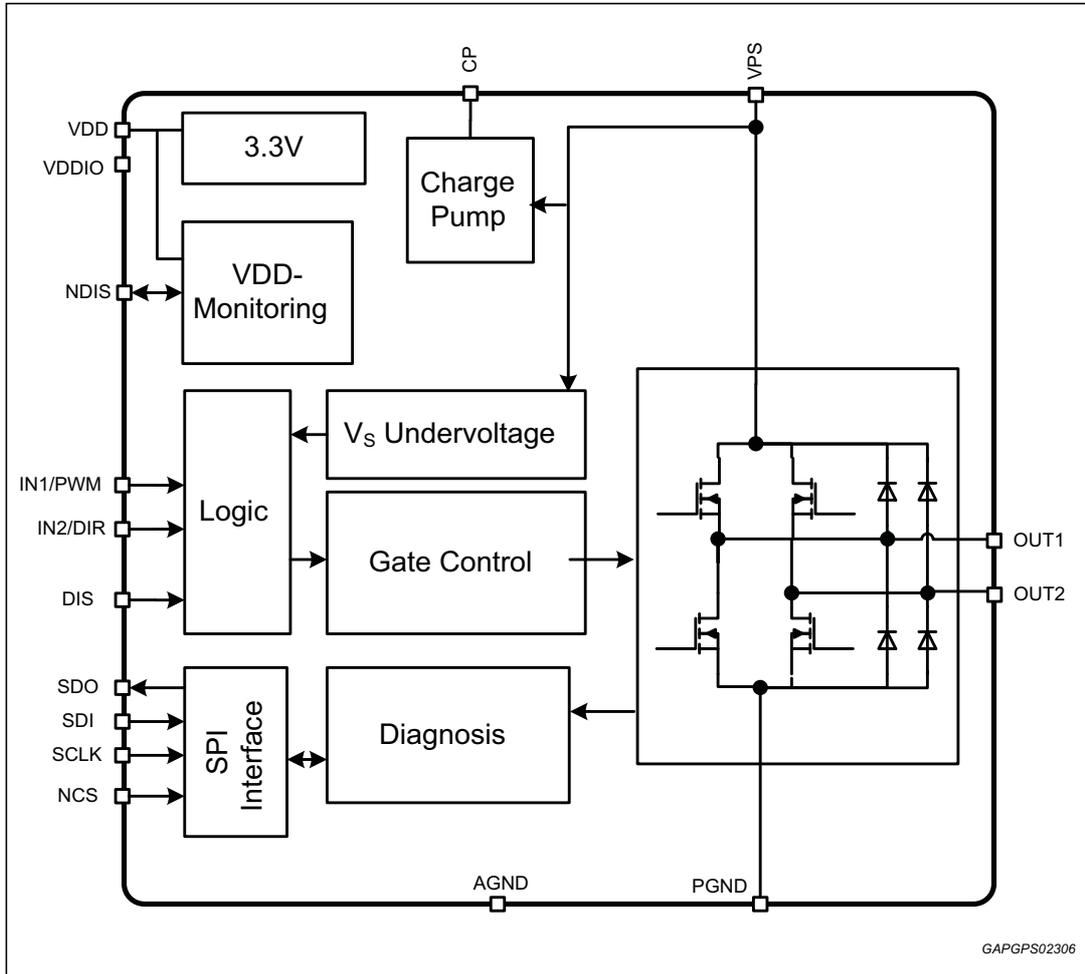 CP
VPS
VDD
VDDIO
3.3V
Charge
Pump
NDIS
VDD-
Monitoring
IN1/PWM
IN2/DIR
DIS
Logic
VS Undervoltage
Gate Control
OUT1
OUT2
SDO
SDI
SCLK
NCS
SPI
Interface
Diagnosis
AGND
PGND
GAPGPS02306